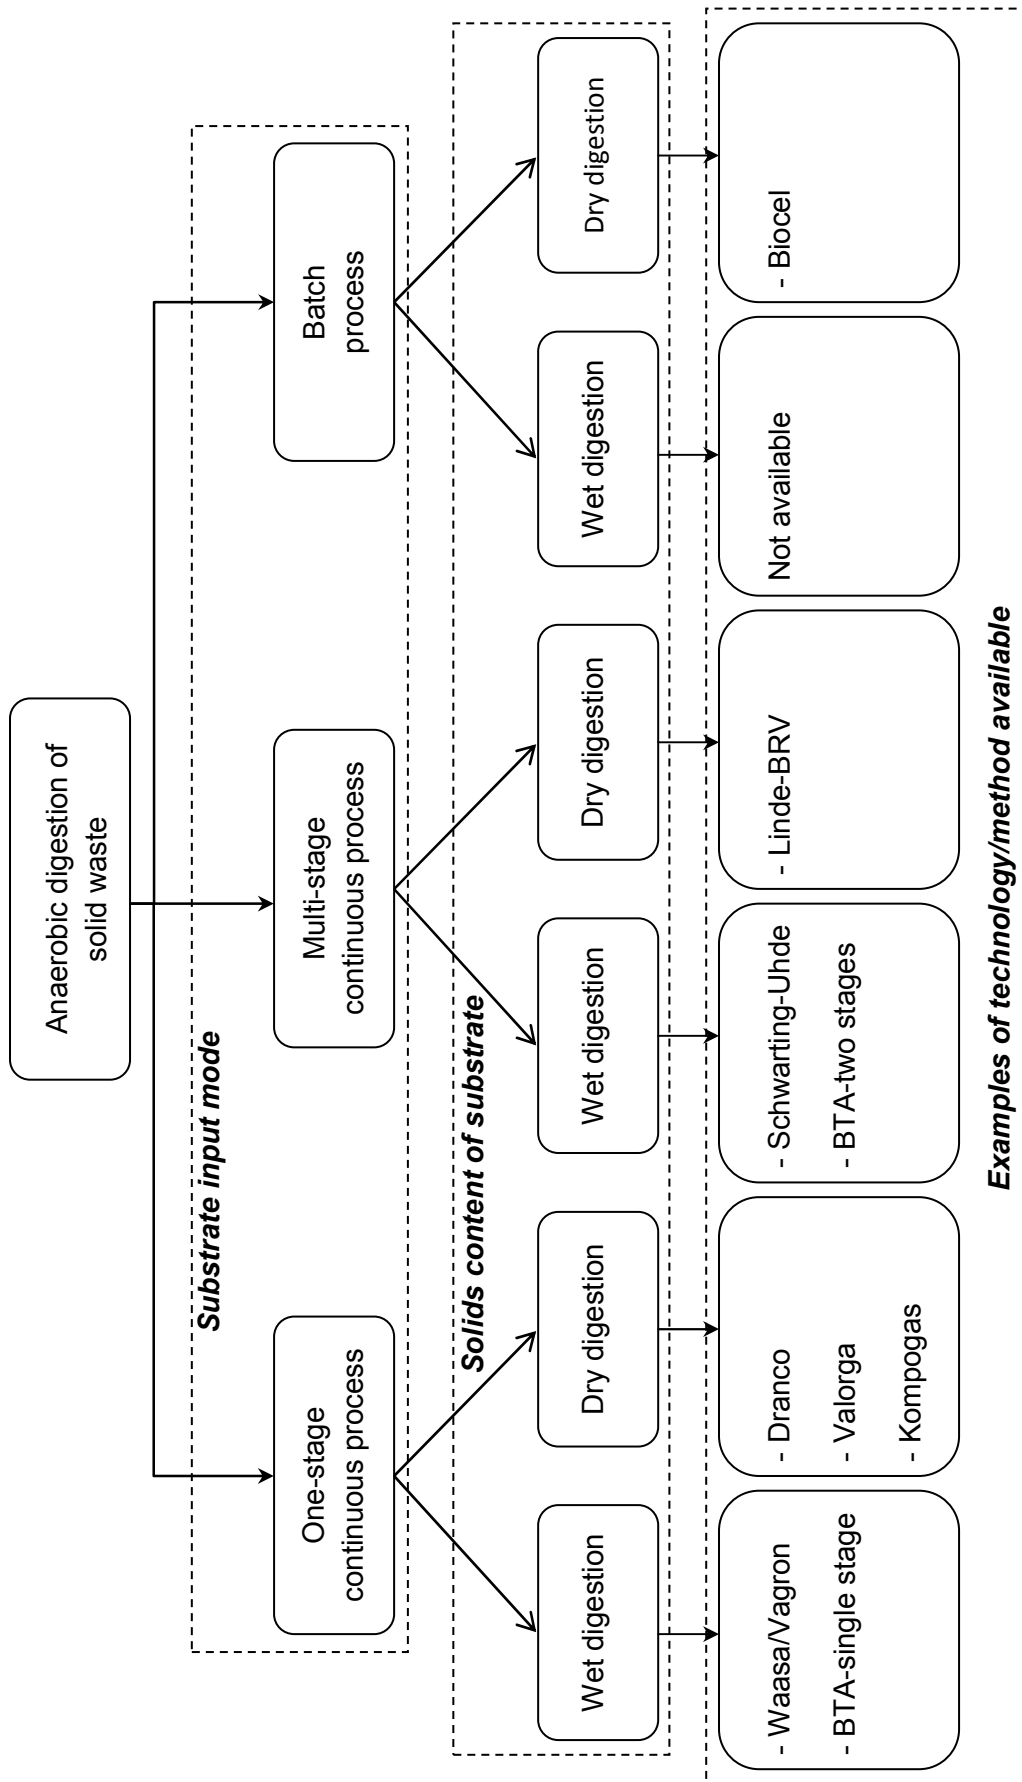 Anaerobic digestion of
solid waste
Substrate input mode
One-stage
continuous process
Multi-stage
continuous process
Batch
process
Solids content of substrate
Wet digestion
Dry digestion
Wet digestion
Dry digestion
Wet digestion
Dry digestion
- Waasa/Vagron
- BTA-single stage
- Dranco
- Valorga
- Kompogas
- Schwarting-Uhde
- BTA-two stages
- Linde-BRV
Not available
- Biocel
Examples of technology/method available